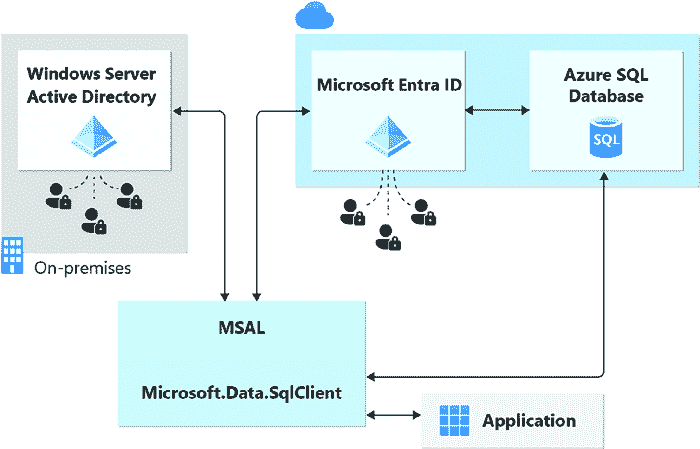 Windows Server
Active Directory
On-premises
Microsoft Entra ID
Azure SQL
Database
SQL
MSAL
Microsoft.Data.SqlClient
Application